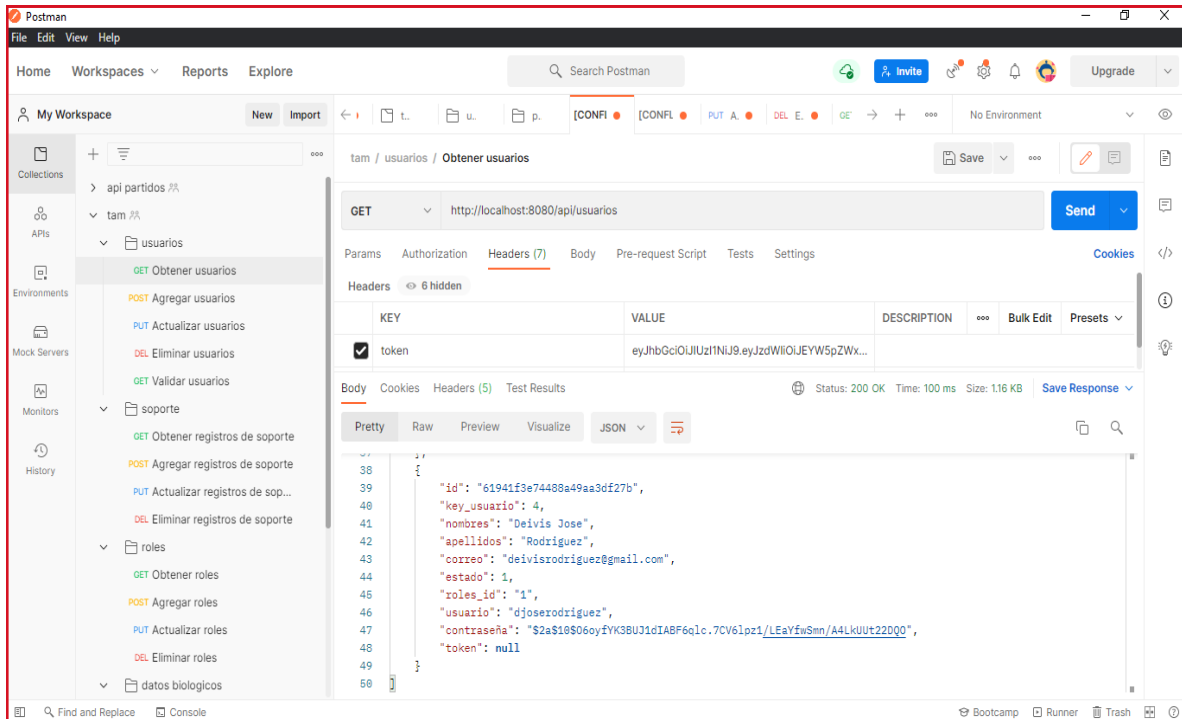 Postman
File Edit View Help
Home Workspaces Reports Explore Search Postman Invite Upgrade
My Workspace New Import t.. u.. p. [CONFI [CONFL PUT A. DEL E. GET No Environment
Collections
APIs
Environments
Mock Servers
Monitors
History
api partidos
tam
usuarios
GET Obtener usuarios
POST Agregar usuarios
PUT Actualizar usuarios
DEL Eliminar usuarios
GET Validar usuarios
soporte
GET Obtener registros de soporte
POST Agregar registros de soporte
PUT Actualizar registros de sop...
DEL Eliminar registros de soporte
roles
GET Obtener roles
POST Agregar roles
PUT Actualizar roles
DEL Eliminar roles
datos biologicos
tam / usuarios / Obtener usuarios Save
GET http://localhost:8080/api/usuarios Send
Params Authorization Headers (7) Body Pre-request Script Tests Settings Cookies
Headers 6 hidden
KEY VALUE DESCRIPTION Bulk Edit Presets
token eyJhbGciOiJIUzI1NiJ9.eyJzdWIiOiJEYW5pZWx...
Body Cookies Headers (5) Test Results Status: 200 OK Time: 100 ms Size: 1.16 KB Save Response
Pretty Raw Preview Visualize JSON
37 },
38 {
39 "id": "61941f3e74488a49aa3df27b",
40 "key_usuario": 4,
41 "nombres": "Deivis Jose",
42 "apellidos": "Rodriguez",
43 "correo": "deivisrodriguez@gmail.com",
44 "estado": 1,
45 "roles_id": "1",
46 "usuario": "djoserodriguez",
47 "contraseña": "$2a$10$O6oyfYK3BUJ1dIABF6qlc.7CV6lpz1/LEaYfwSmn/A4LkUUt22DQO",
48 "token": null
49 }
50 ]
Find and Replace Console Bootcamp Runner Trash